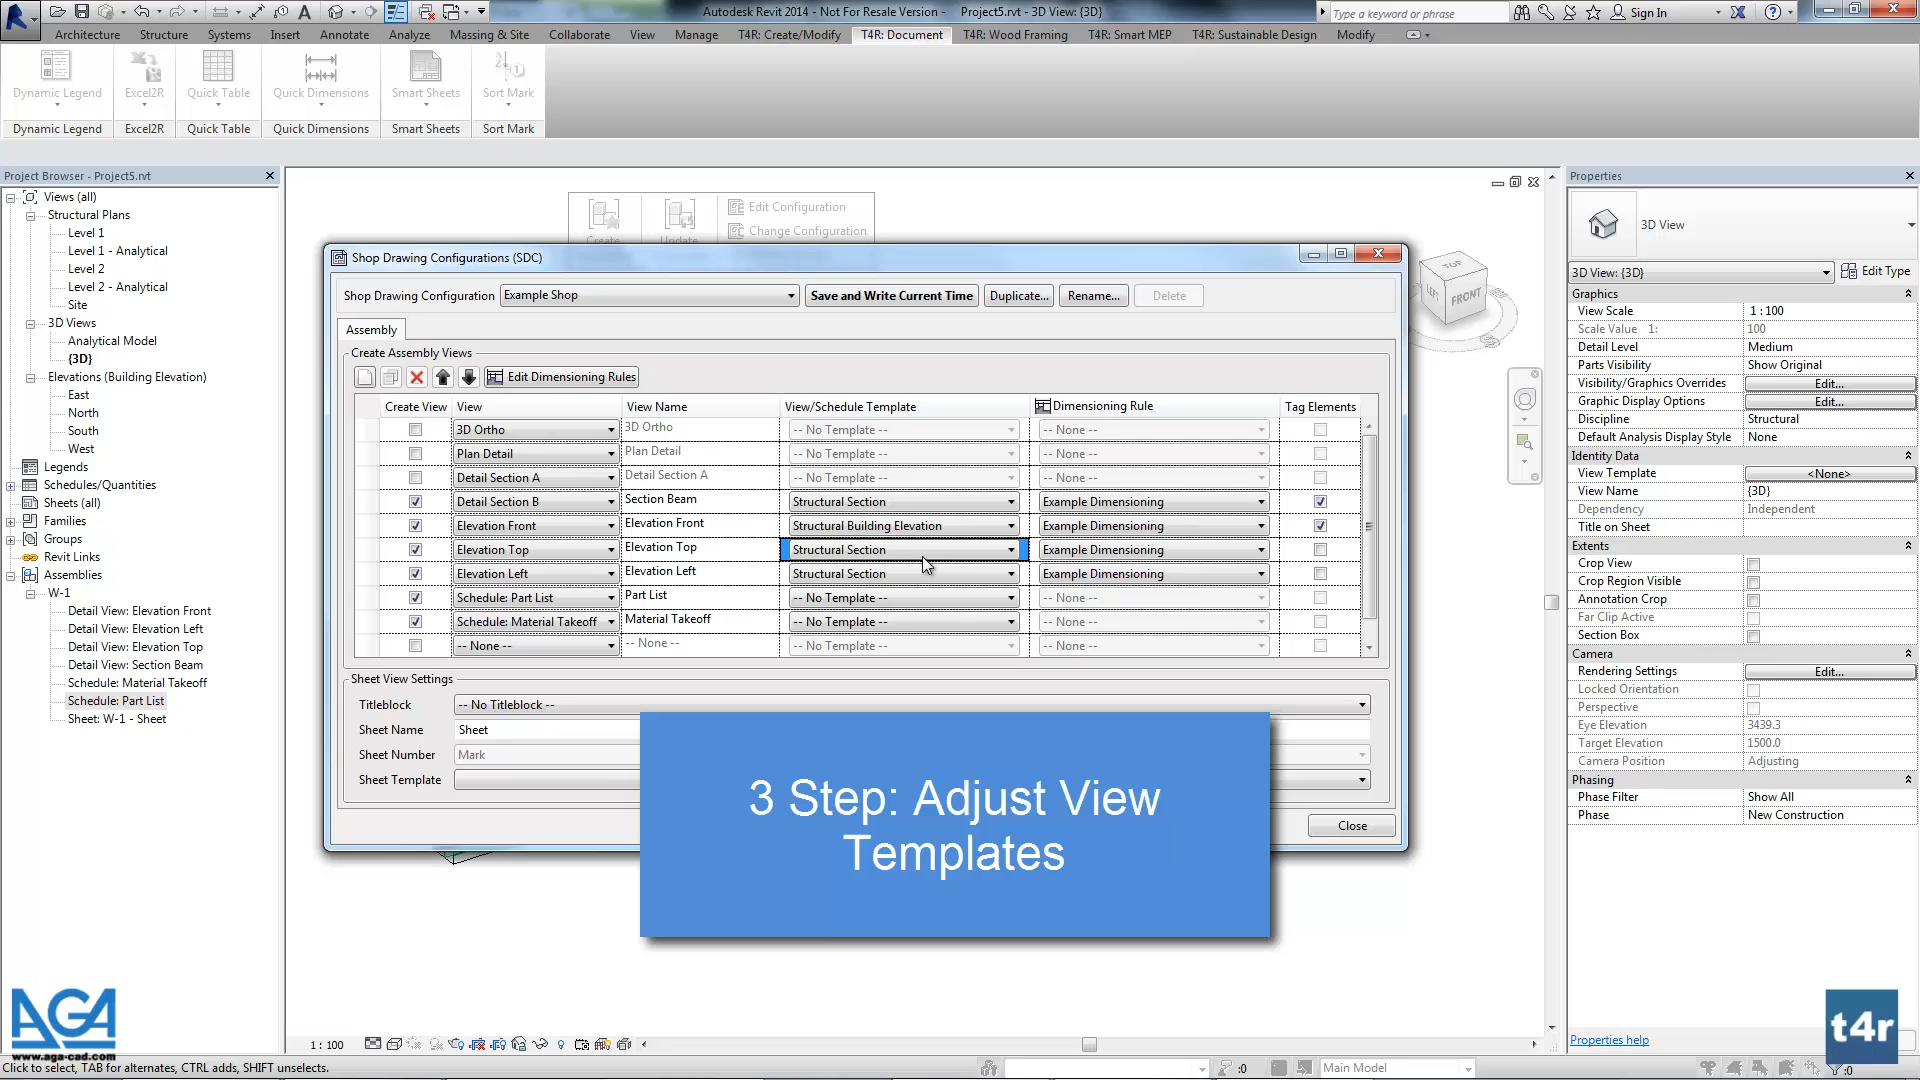 Autodesk Revit 2014 - Not For Resale Version -    Project5.rvt - 3D View: {3D}
Type a keyword or phrase
Sign In
Architecture Structure Systems Insert Annotate Analyze Massing & Site Collaborate View Manage T4R: Create/Modify T4R: Document T4R: Wood Framing T4R: Smart MEP T4R: Sustainable Design Modify
Dynamic Legend Excel2R Quick Table Quick Dimensions Smart Sheets Sort Mark
Dynamic Legend Excel2R Quick Table Quick Dimensions Smart Sheets Sort Mark
Project Browser - Project5.rvt
Views (all)
Structural Plans
Level 1
Level 1 - Analytical
Level 2
Level 2 - Analytical
Site
3D Views
Analytical Model
{3D}
Elevations (Building Elevation)
East
North
South
West
Legends
Schedules/Quantities
Sheets (all)
Families
Groups
Revit Links
Assemblies
W-1
Detail View: Elevation Front
Detail View: Elevation Left
Detail View: Elevation Top
Detail View: Section Beam
Schedule: Material Takeoff
Schedule: Part List
Sheet: W-1 - Sheet
Edit Configuration
Change Configuration
Create Update
Shop Drawing Configurations (SDC)
Shop Drawing Configuration Example Shop Save and Write Current Time Duplicate... Rename... Delete
Assembly
Create Assembly Views
Edit Dimensioning Rules
Create View View View Name View/Schedule Template Dimensioning Rule Tag Elements
3D Ortho 3D Ortho -- No Template -- -- None --
Plan Detail Plan Detail -- No Template -- -- None --
Detail Section A Detail Section A -- No Template -- -- None --
Detail Section B Section Beam Structural Section Example Dimensioning
Elevation Front Elevation Front Structural Building Elevation Example Dimensioning
Elevation Top Elevation Top Structural Section Example Dimensioning
Elevation Left Elevation Left Structural Section Example Dimensioning
Schedule: Part List Part List -- No Template -- -- None --
Schedule: Material Takeoff Material Takeoff -- No Template -- -- None --
-- None -- -- None -- -- No Template -- -- None --
Sheet View Settings
Titleblock -- No Titleblock --
Sheet Name Sheet
Sheet Number Mark
Sheet Template
Close
3 Step: Adjust View
Templates
TOP
LEFT FRONT
Properties
3D View
3D View: {3D} Edit Type
Graphics
View Scale 1 : 100
Scale Value 1: 100
Detail Level Medium
Parts Visibility Show Original
Visibility/Graphics Overrides Edit...
Graphic Display Options Edit...
Discipline Structural
Default Analysis Display Style None
Identity Data
View Template <None>
View Name {3D}
Dependency Independent
Title on Sheet
Extents
Crop View
Crop Region Visible
Annotation Crop
Far Clip Active
Section Box
Camera
Rendering Settings Edit...
Locked Orientation
Perspective
Eye Elevation 3439.3
Target Elevation 1500.0
Camera Position Adjusting
Phasing
Phase Filter Show All
Phase New Construction
Properties help
AGA
www.aga-cad.com
t4r
1 : 100
Click to select, TAB for alternates, CTRL adds, SHIFT unselects.
:0
Main Model
:0